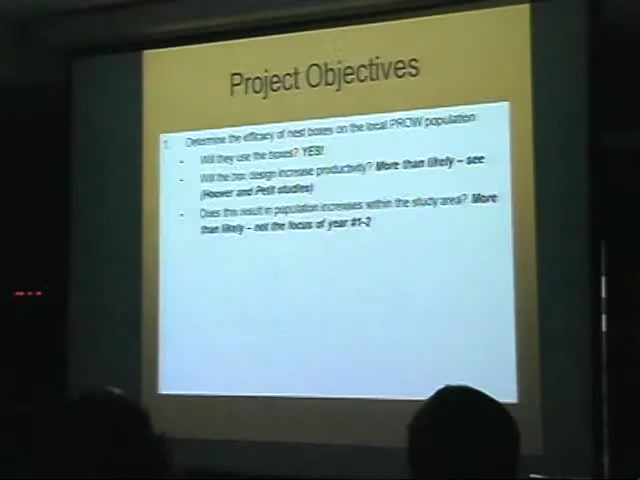 Project Objectives
1. Determine the efficacy of nest boxes on the local PROW population
- Will they use the boxes? YES!
- Will the box design increase productivity? More than likely – see
(Hoover and Petit studies)
- Does this result in population increases within the study area? More
than likely – not the focus of year #1-2